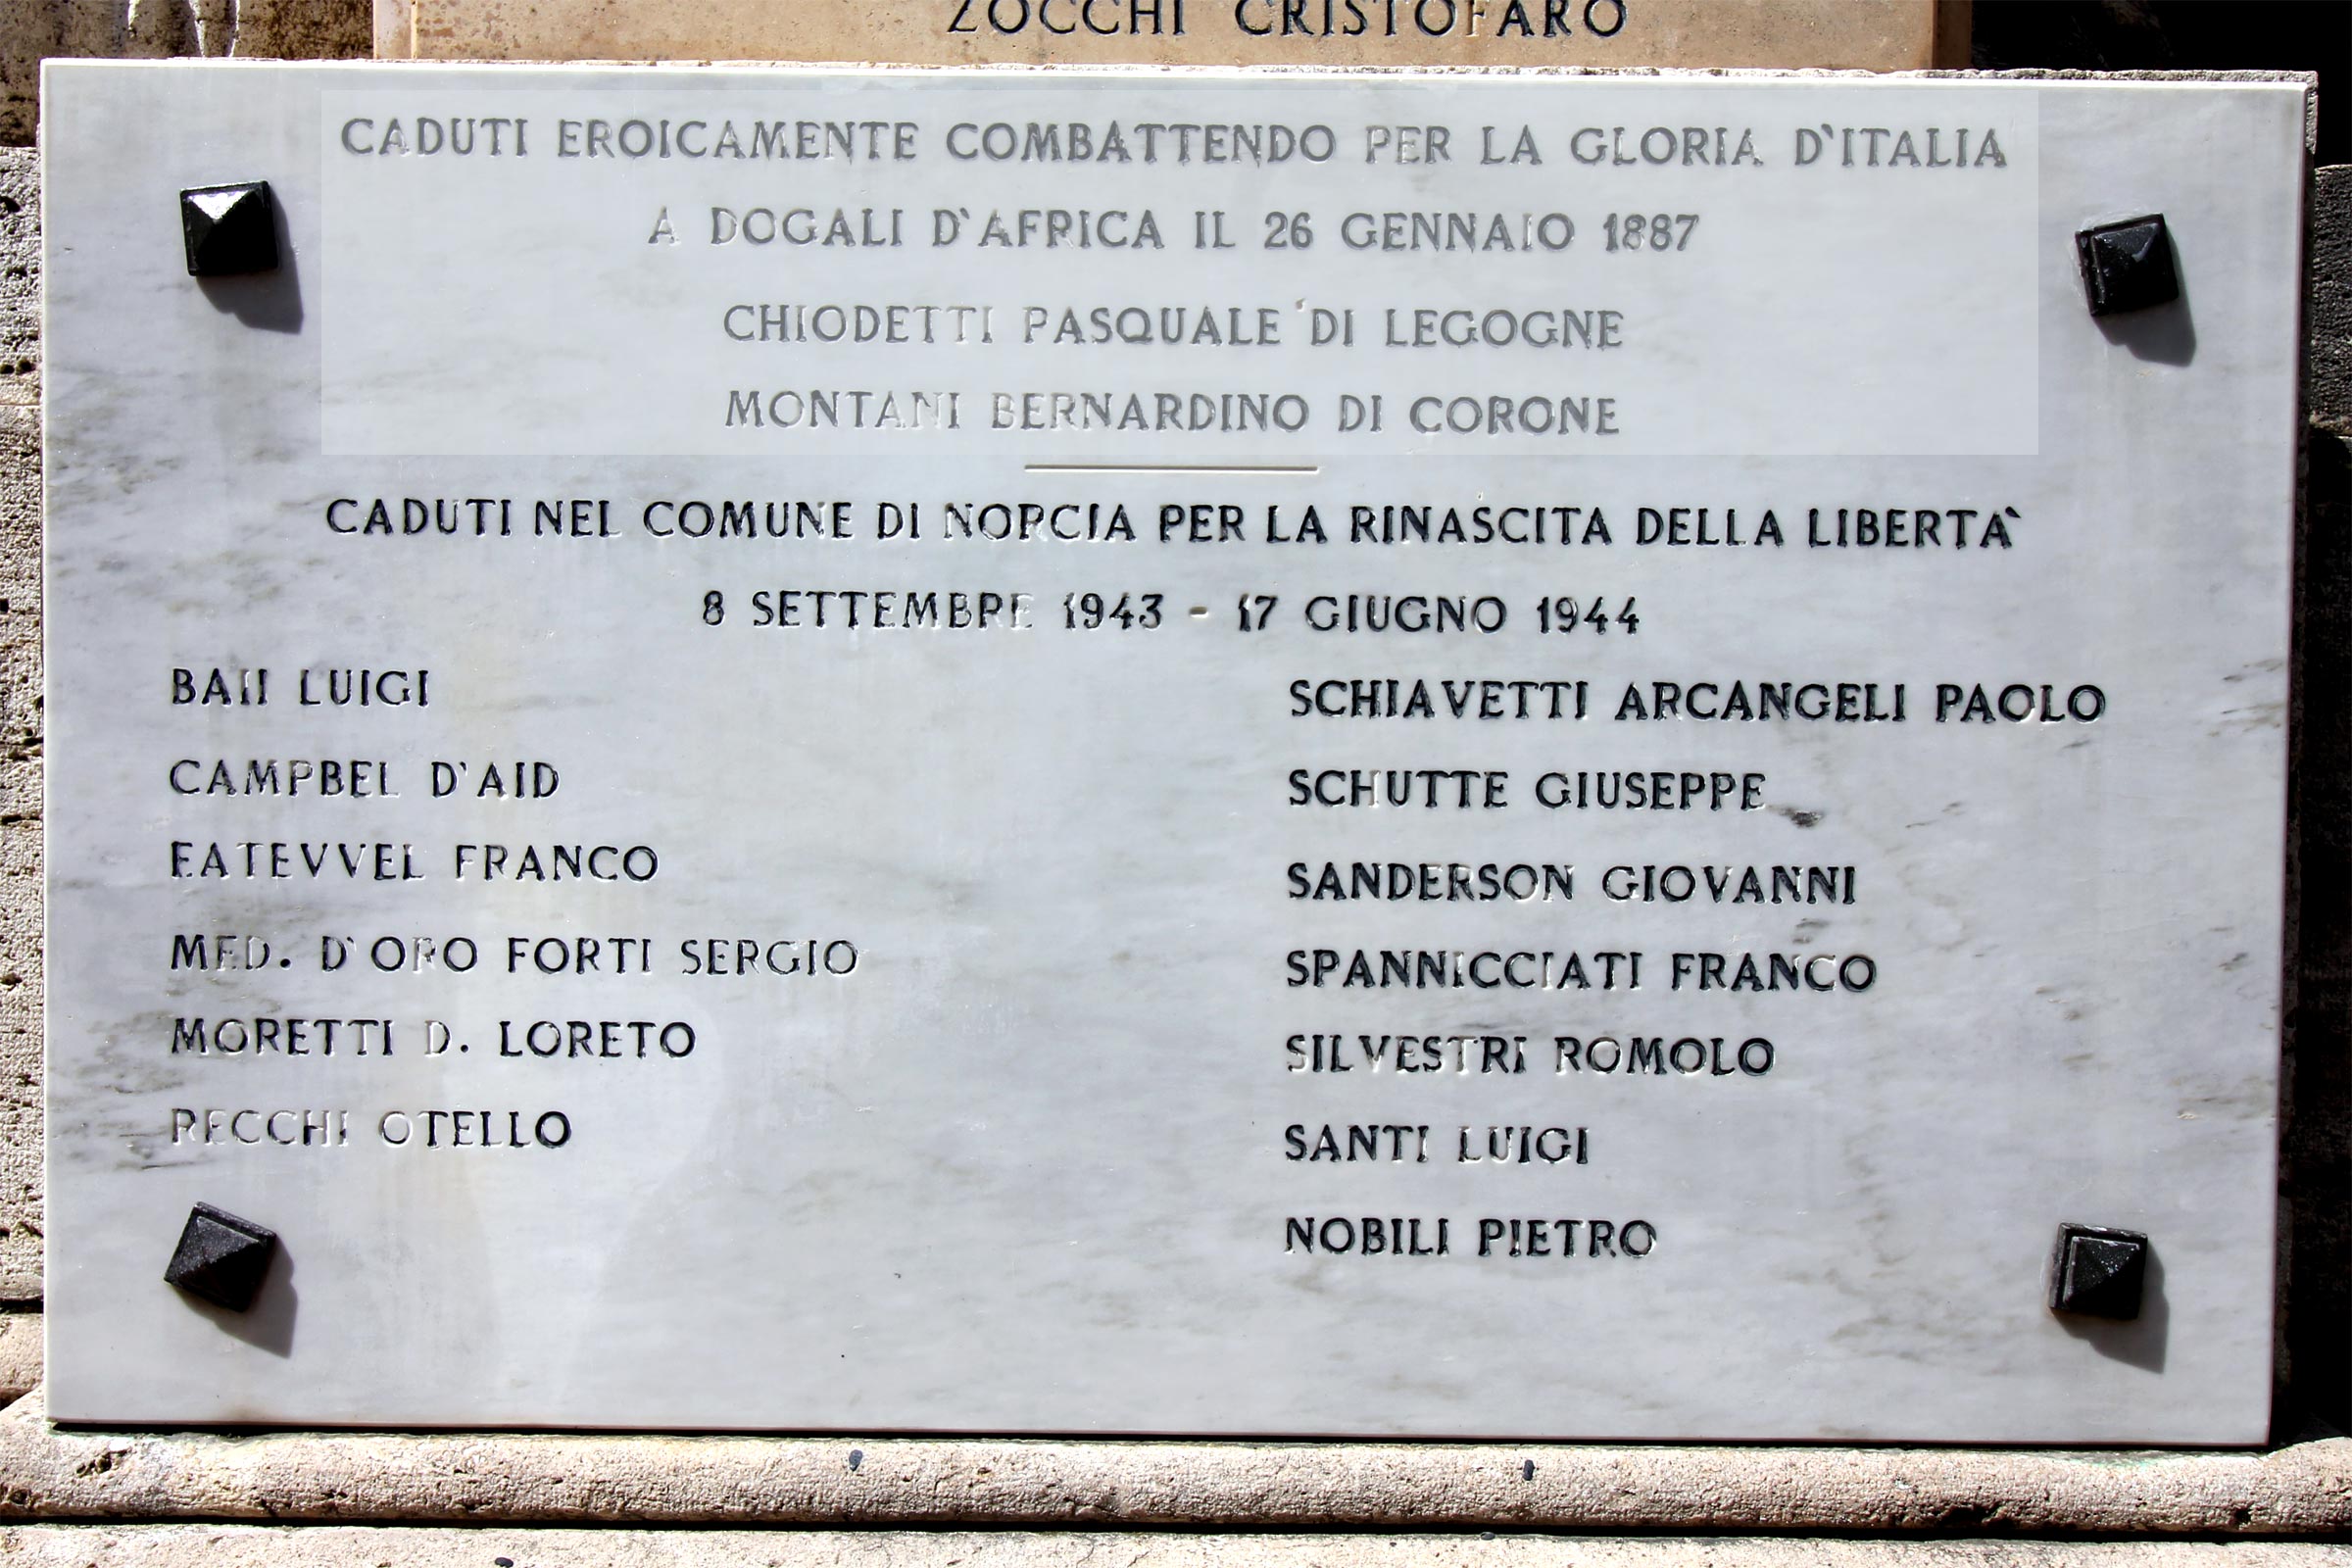 ZOCCHI CRISTOFARO
CADUTI EROICAMENTE COMBATTENDO PER LA GLORIA D'ITALIA
A DOGALI D'AFRICA IL 26 GENNAIO 1887
CHIODETTI PASQUALE DI LEGOGNE
MONTANI BERNARDINO DI CORONE
CADUTI NEL COMUNE DI NORCIA PER LA RINASCITA DELLA LIBERTA`
8 SETTEMBRE 1943 - 17 GIUGNO 1944
LUIGI
CAMPBEL D'AID
EATEVVEL FRANCO
MED. D'ORO FORTI SERGIO
MORETTI D. LORETO
RECCHI OTELLO
SCHIAVETTI ARCANGELI PAOLO
SCHUTTE GIUSEPPE
SANDERSON GIOVANNI
SPANNICCIATI FRANCO
SILVESTRI ROMOLO
SANTI LUIGI
NOBILI PIETRO